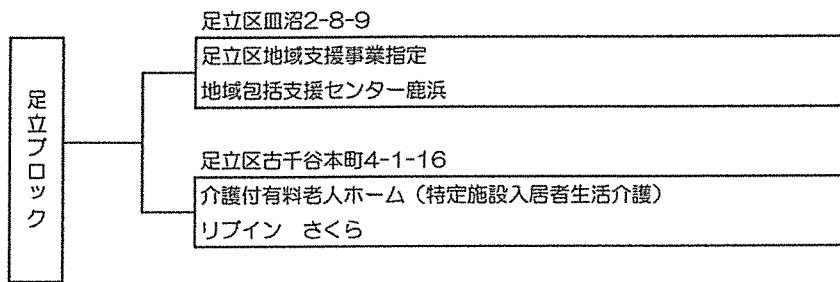 足立ブロック
足立区皿沼2-8-9
足立区地域支援事業指定
地域包括支援センター鹿浜
足立区古千谷本町4-1-16
介護付有料老人ホーム（特定施設入居者生活介護）
リブイン　さくら